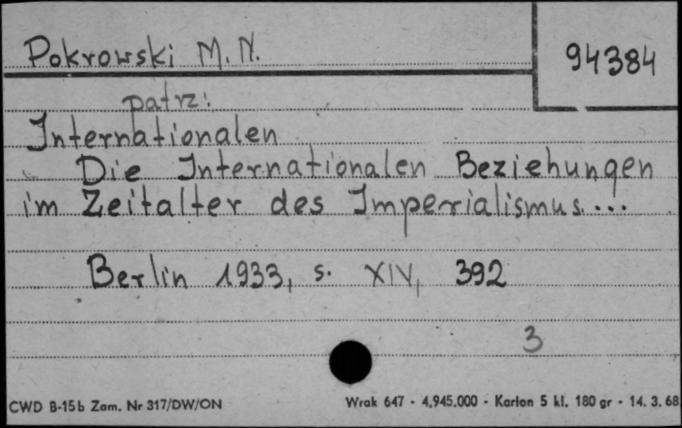 Pokrowski M. N.
94384
patrz:
Internationalen
Die Internationalen Beziehungen
im Zeitalter des Imperialismus...
Berlin 1933, s. XIV, 392
3
CWD B-15b Zam. Nr 317/DW/ON
Wrak 647 - 4,945.000 - Karton 5 kl. 180 gr - 14. 3. 68